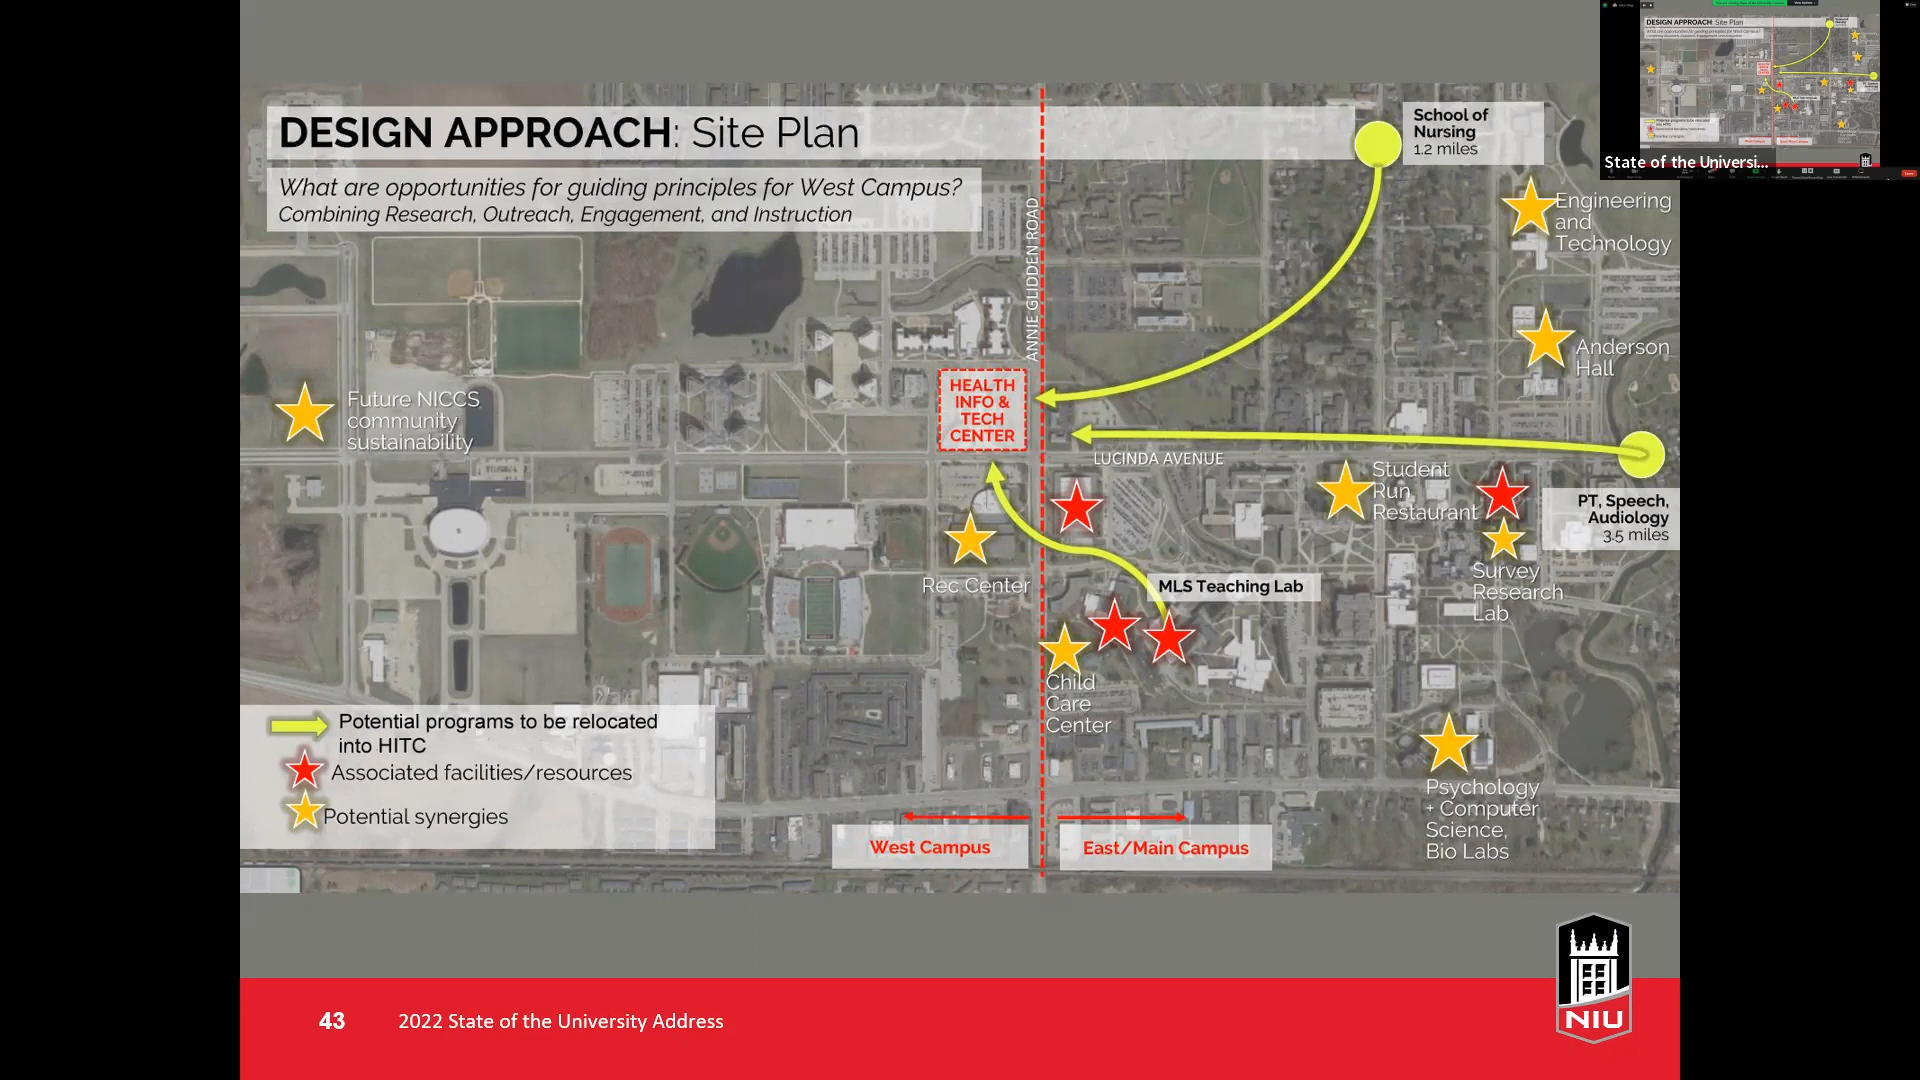 DESIGN APPROACH: Site Plan
What are opportunities for guiding principles for West Campus?
Combining Research, Outreach, Engagement, and Instruction
School of
Nursing
1.2 miles
State of the Universi...
Engineering
and
Technology
ANNIE GLIDDEN ROAD
Anderson
Hall
HEALTH
INFO &
TECH
CENTER
Future NICCS
community
sustainability
LUCINDA AVENUE
Student
Run
Restaurant
PT, Speech,
Audiology
3.5 miles
Survey
Research
Lab
Rec Center
MLS Teaching Lab
Child
Care
Center
Psychology
+ Computer
Science,
Bio Labs
Potential programs to be relocated
into HITC
Associated facilities/resources
Potential synergies
West Campus
East/Main Campus
43
2022 State of the University Address
NIU
DESIGN APPROACH: Site Plan